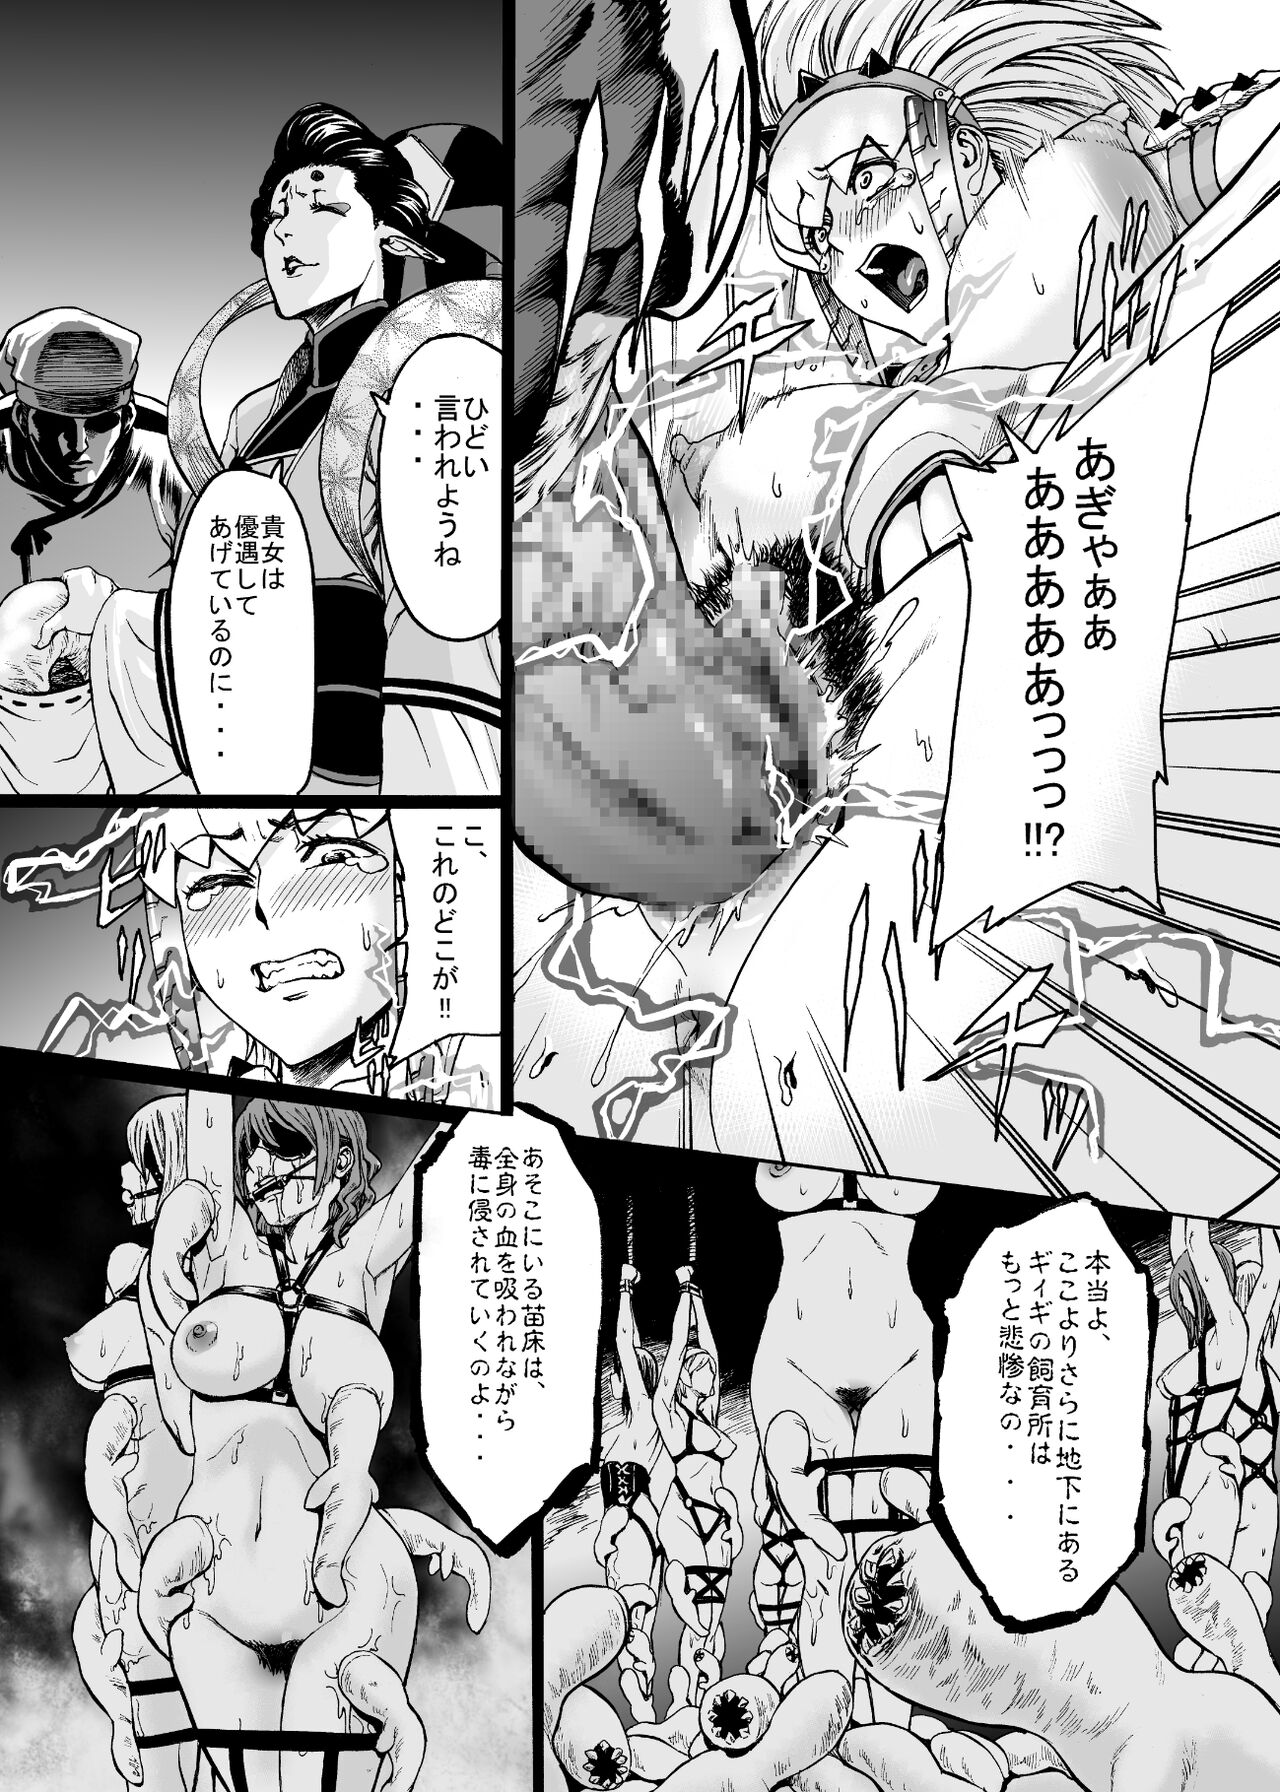 あぎゃぁぁ
ああああああっっっ!!?
ひどい
言われようね
・・・
貴女は
優遇して
あげているのに・・・
こ、
これのどこが!!
本当よ、
ここよりさらに地下にある
ギィギの飼育所は
もっと悲惨なの・・・
あそこにいる苗床は、
全身の血を吸われながら
毒に侵されていくのよ・・・